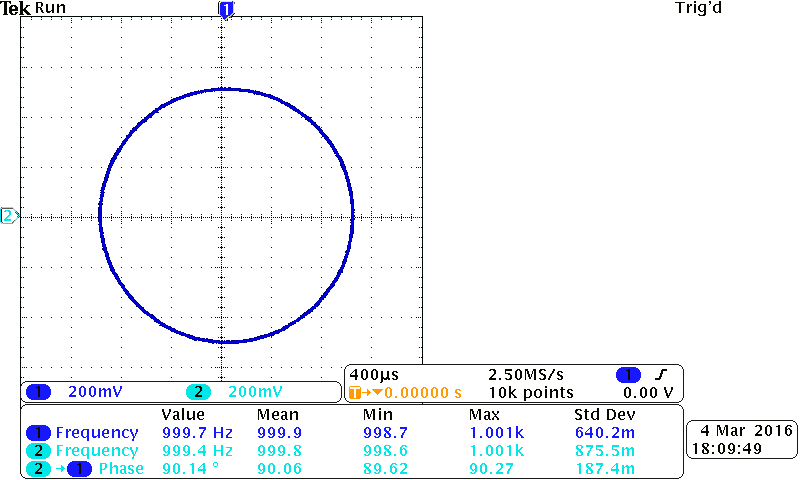 Tek Run Trig'd
1
2
400µs 2.50MS/s 1
1 200mV 2 200mV T→▼0.00000 s 10k points 0.00 V
Value Mean Min Max Std Dev
1 Frequency 999.7 Hz 999.9 998.7 1.001k 640.2m
2 Frequency 999.4 Hz 999.8 998.6 1.001k 875.5m
2 → 1 Phase 90.14 ° 90.06 89.62 90.27 187.4m
4 Mar 2016
18:09:49